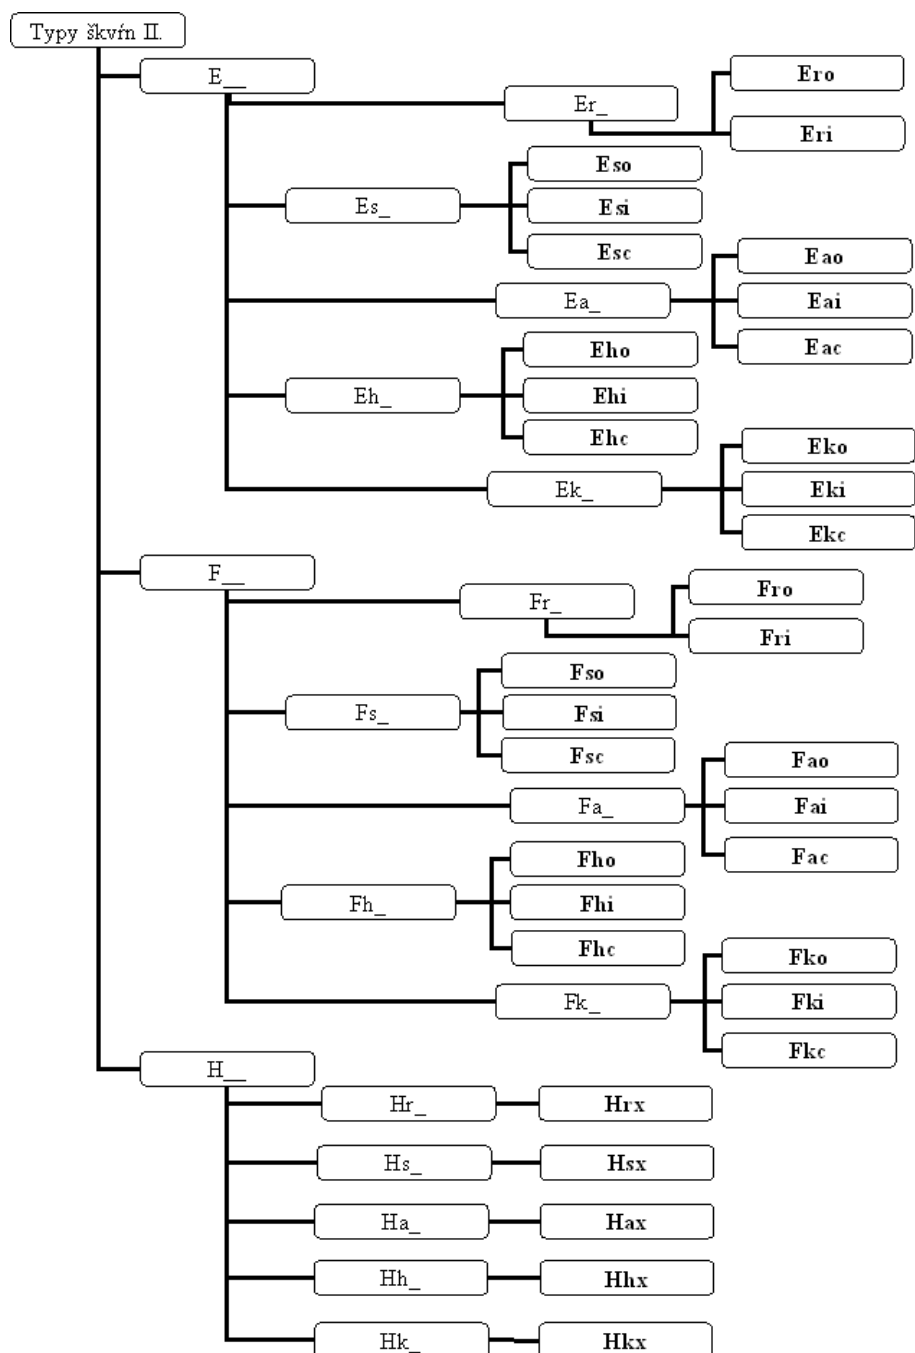 Typy škvŕn II.
E__
Er_
Ero
Eri
Es_
Eso
Esi
Esc
Ea_
Eao
Eai
Eac
Eh_
Eho
Ehi
Ehc
Ek_
Eko
Eki
Ekc
F__
Fr_
Fro
Fri
Fs_
Fso
Fsi
Fsc
Fa_
Fao
Fai
Fac
Fh_
Fho
Fhi
Fhc
Fk_
Fko
Fki
Fkc
H__
Hr_
Hrx
Hs_
Hsx
Ha_
Hax
Hh_
Hhx
Hk_
Hkx